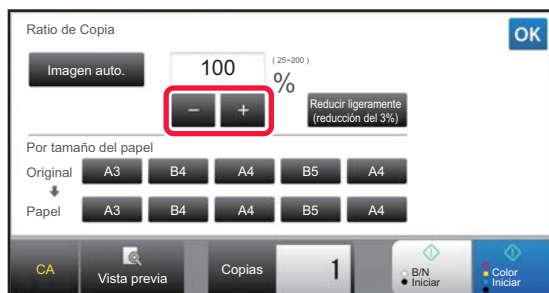 Ratio de Copia
OK
Imagen auto.
100
(25~200)
%
−
+
Reducir ligeramente
(reducción del 3%)
Por tamaño del papel
Original
A3
B4
A4
B5
A4
Papel
A3
B4
A4
B5
A4
CA
Vista previa
Copias
1
B/N
Iniciar
Color
Iniciar